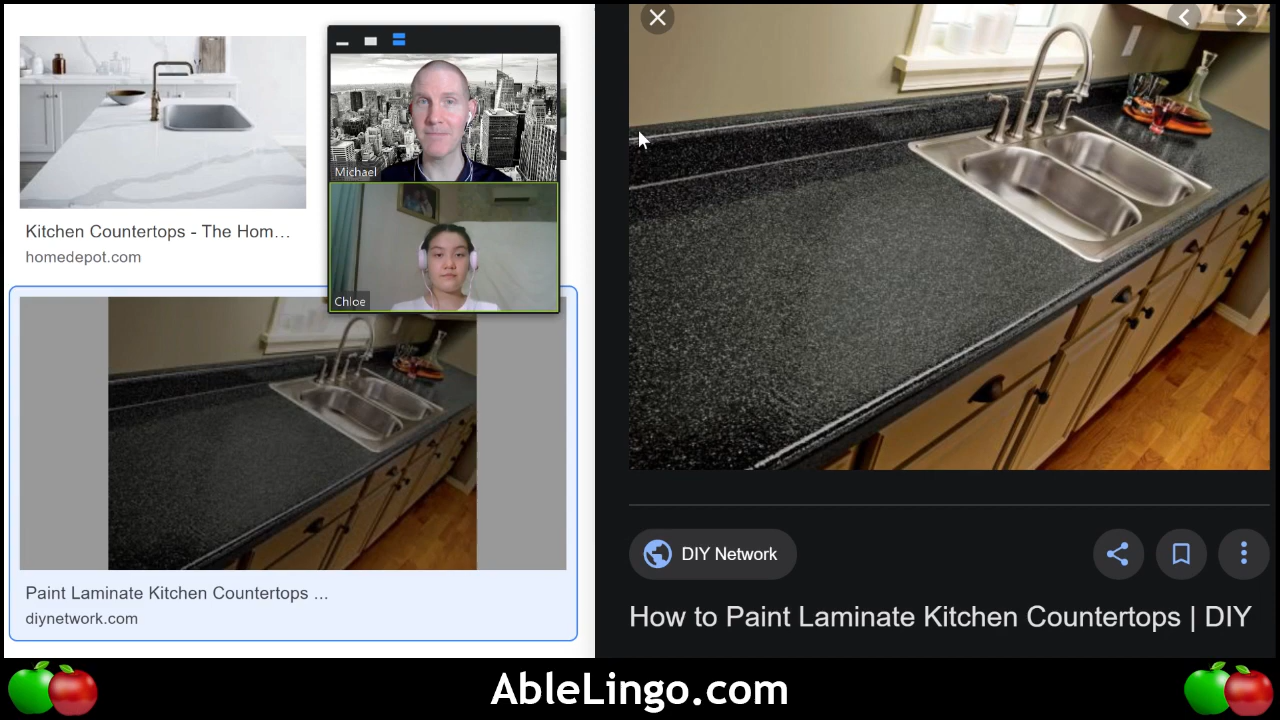 Kitchen Countertops - The Hom...
homedepot.com
Michael
Chloe
Paint Laminate Kitchen Countertops ...
diynetwork.com
DIY Network
How to Paint Laminate Kitchen Countertops | DIY
AbleLingo.com